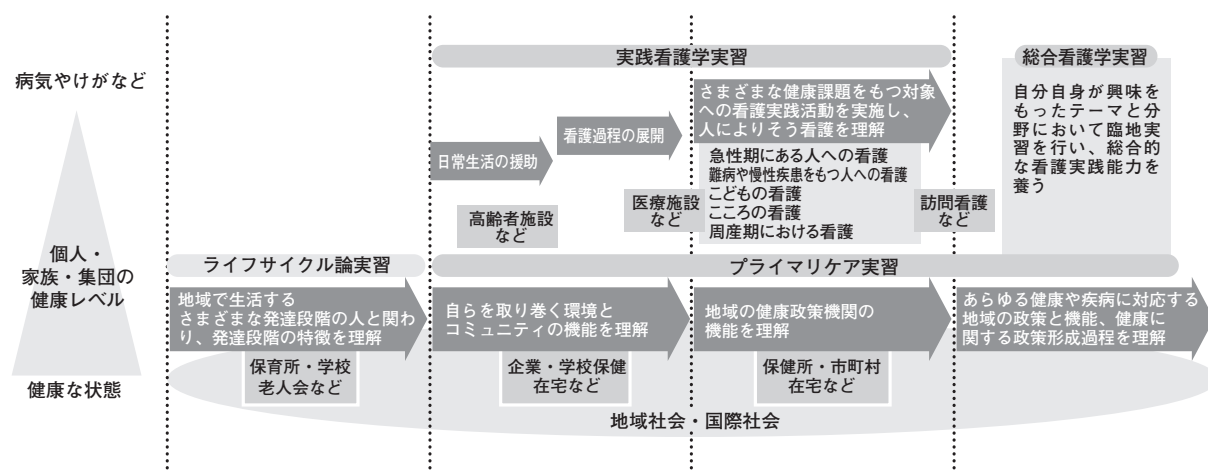 病気やけがなど
個人・
家族・集団の
健康レベル
健康な状態
実践看護学実習
日常生活の援助
看護過程の展開
さまざまな健康課題をもつ対象
への看護実践活動を実施し、
人によりそう看護を理解
急性期にある人への看護
難病や慢性疾患をもつ人への看護
こどもの看護
こころの看護
周産期における看護
高齢者施設
など
医療施設
など
訪問看護
など
総合看護学実習
自分自身が興味を
もったテーマと分
野において臨地実
習を行い、総合的
な看護実践能力を
養う
ライフサイクル論実習
プライマリケア実習
地域で生活する
さまざまな発達段階の人と関わ
り、発達段階の特徴を理解
自らを取り巻く環境と
コミュニティの機能を理解
地域の健康政策機関の
機能を理解
あらゆる健康や疾病に対応する
地域の政策と機能、健康に
関する政策形成過程を理解
保育所・学校
老人会など
企業・学校保健
在宅など
保健所・市町村
在宅など
地域社会・国際社会